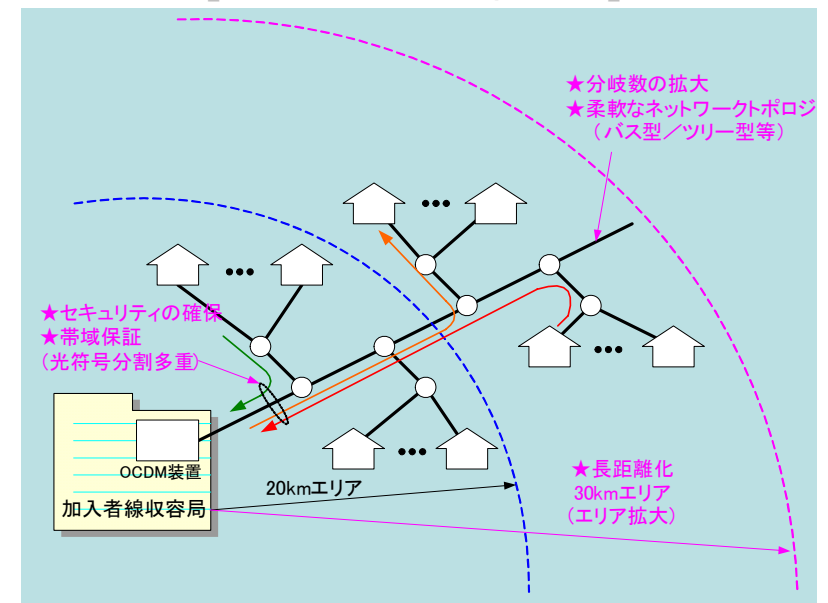 ★分岐数の拡大
★柔軟なネットワークトポロジ
(バス型/ツリー型等)
★セキュリティの確保
★帯域保証
(光符号分割多重)
OCDM装置
加入者線収容局
20kmエリア
★長距離化
30kmエリア
(エリア拡大)